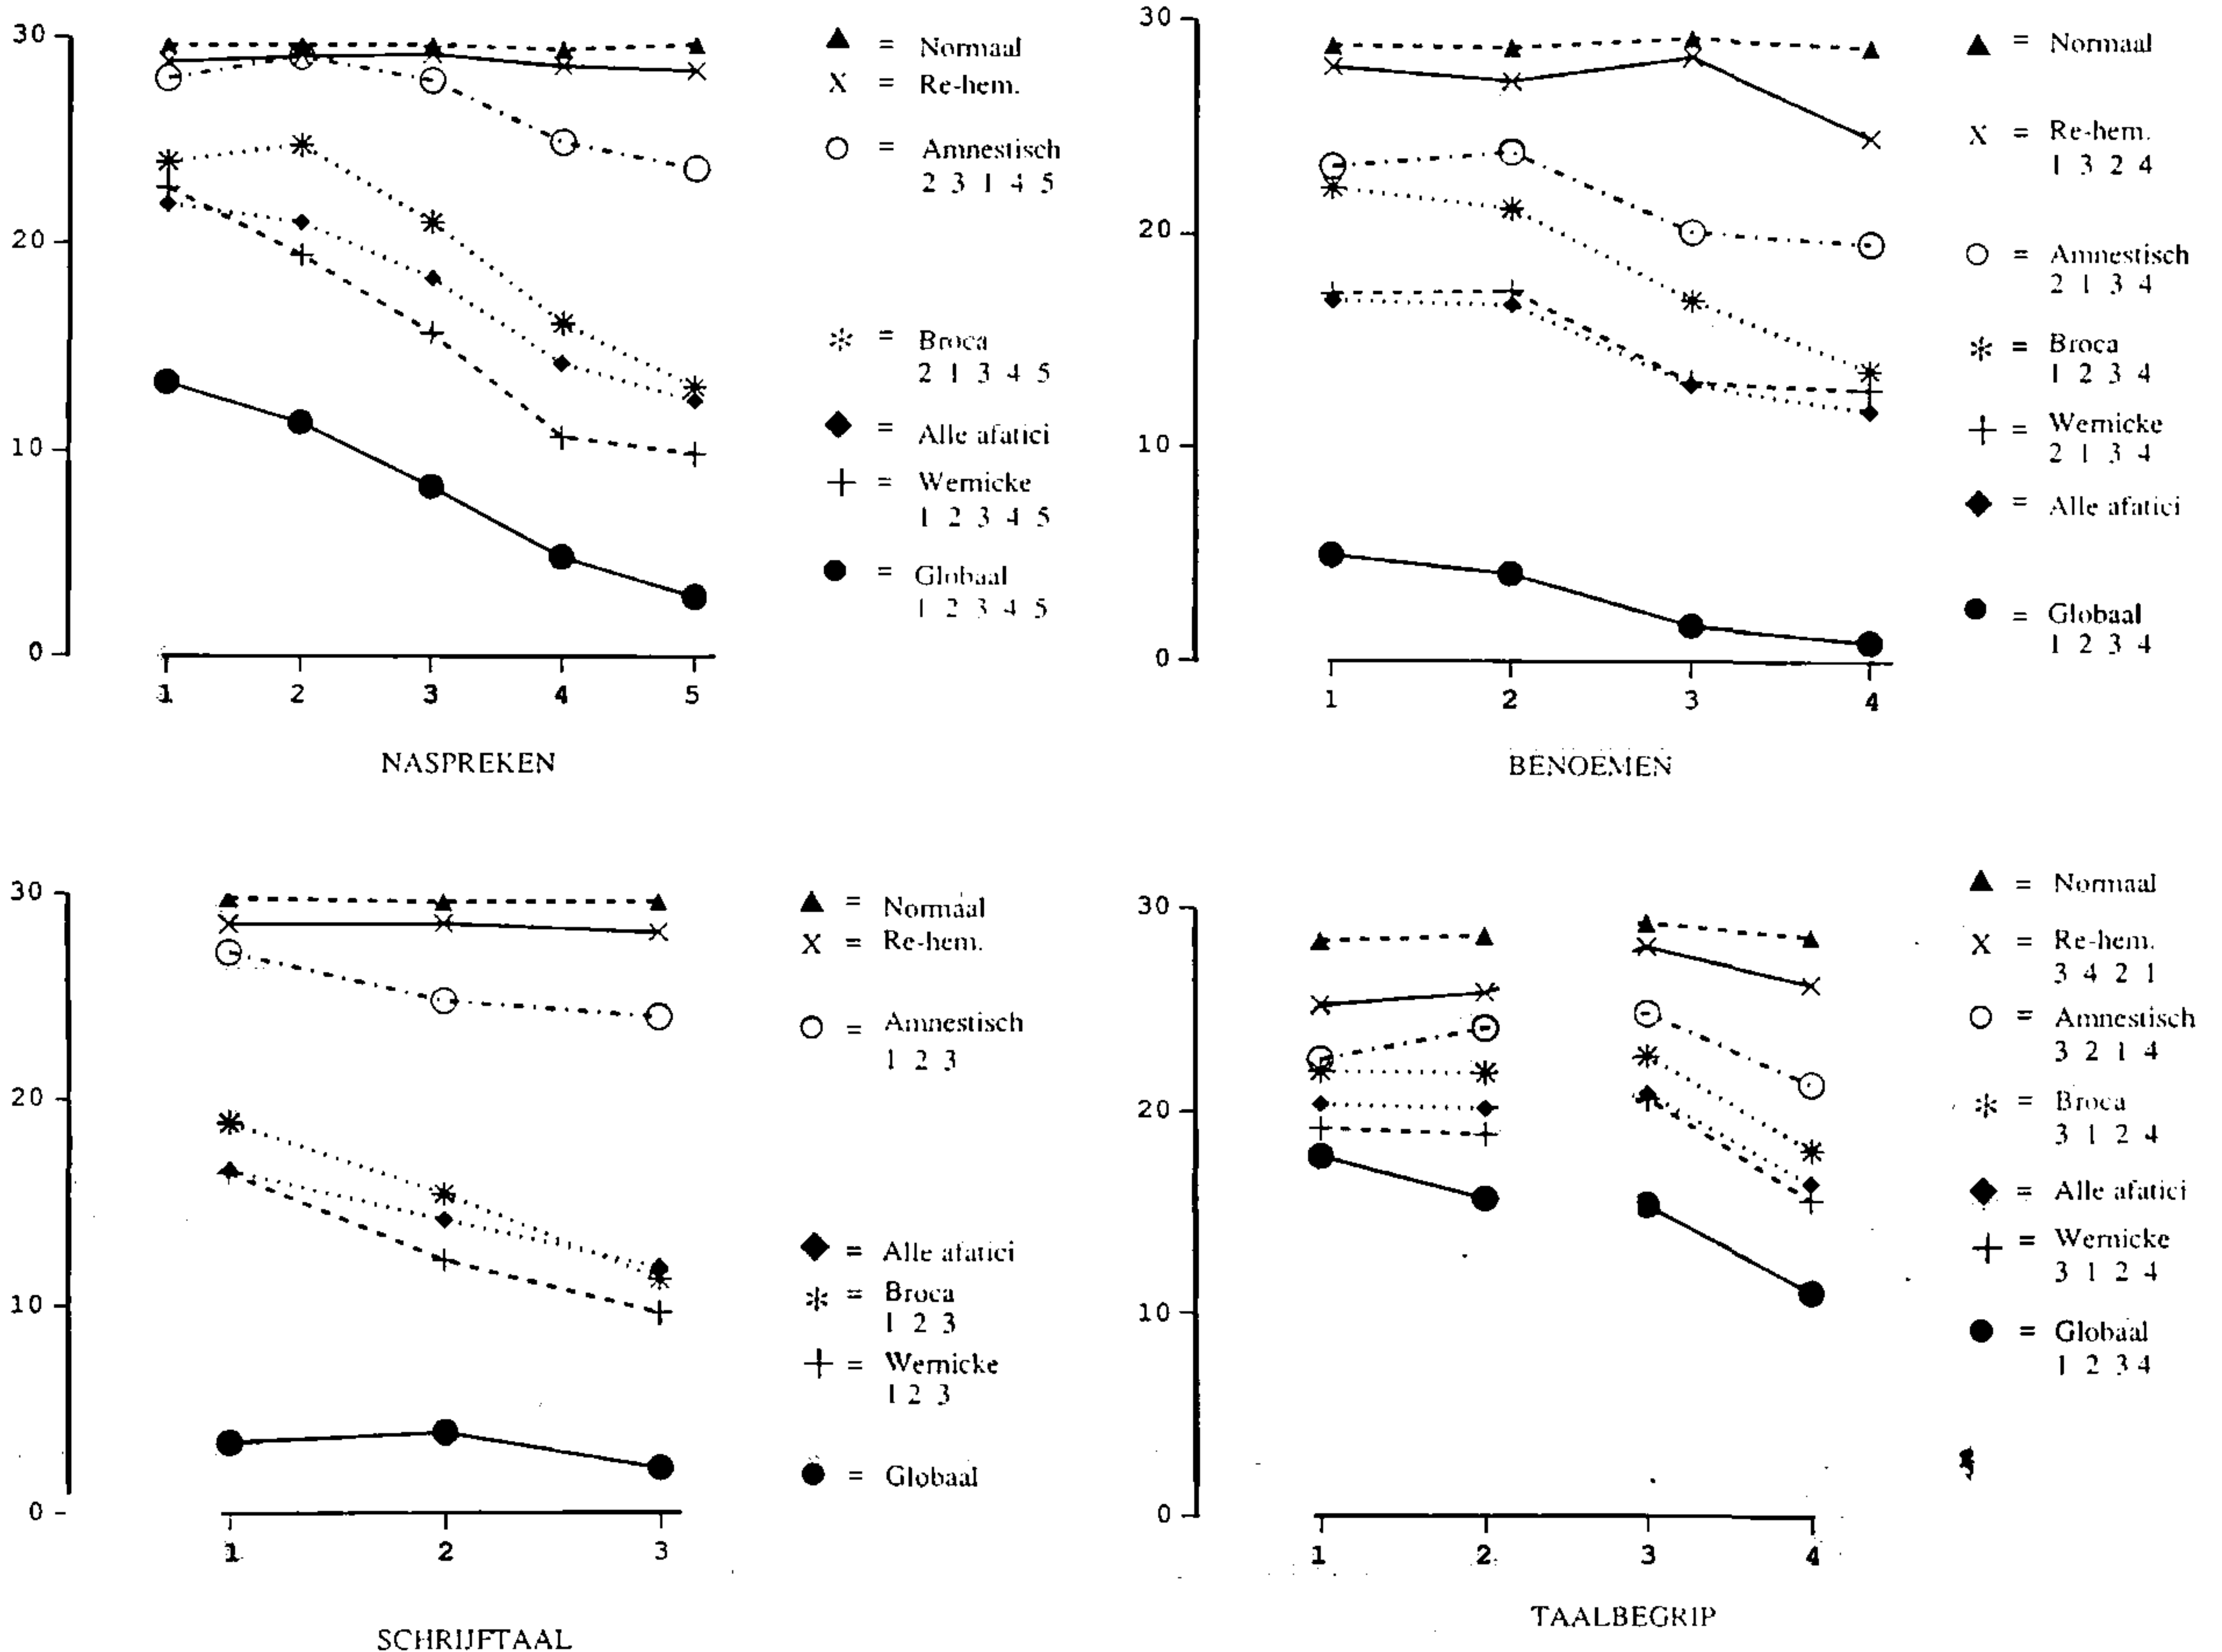 30
20
10
0
1 2 3 4 5
NASPREKEN
▲ = Normaal
X = Re-hem.
○ = Amnestisch
2 3 1 4 5
* = Broca
2 1 3 4 5
◆ = Alle afatici
+ = Wernicke
1 2 3 4 5
● = Globaal
1 2 3 4 5
30
20
10
0
1 2 3 4
BENOEMEN
▲ = Normaal
X = Re-hem.
1 3 2 4
○ = Amnestisch
2 1 3 4
* = Broca
1 2 3 4
+ = Wernicke
2 1 3 4
◆ = Alle afatici
● = Globaal
1 2 3 4
30
20
10
0
1 2 3
SCHRIJFTAAL
▲ = Normaal
X = Re-hem.
○ = Amnestisch
1 2 3
◆ = Alle afatici
* = Broca
1 2 3
+ = Wernicke
1 2 3
● = Globaal
30
20
10
0
1 2 3 4
TAALBEGRIP
▲ = Normaal
X = Re-hem.
3 4 2 1
○ = Amnestisch
3 2 1 4
* = Broca
3 1 2 4
◆ = Alle afatici
+ = Wernicke
3 1 2 4
● = Globaal
1 2 3 4